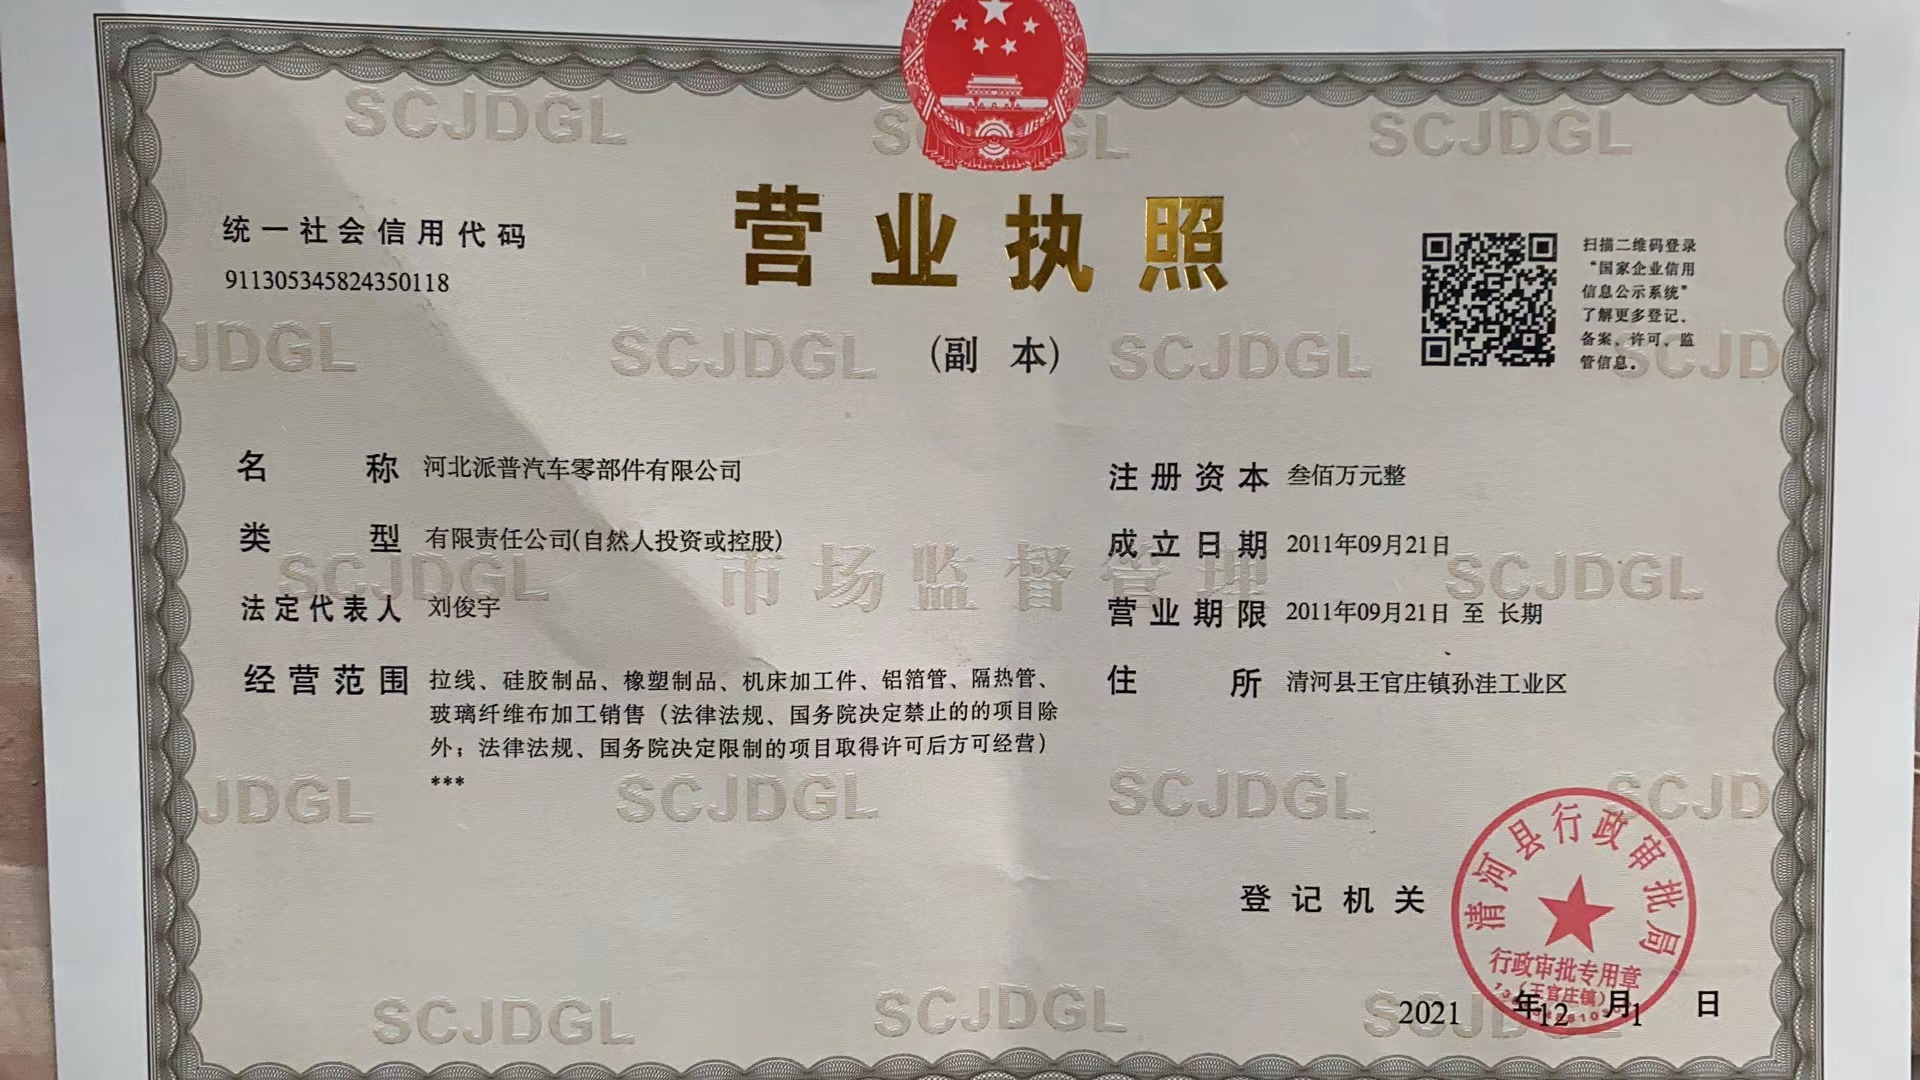 SCJDGL
SCJDGL
营业执照
(副 本)
统一社会信用代码
911305345824350118
扫描二维码登录
“国家企业信用
信息公示系统”
了解更多登记、
备案、许可、监
管信息。
JDGL
SCJDGL
SCJDGL
SCJD
名 称 河北派普汽车零部件有限公司
类 型 有限责任公司(自然人投资或控股)
法定代表人 刘俊宇
经营范围 拉线、硅胶制品、橡塑制品、机床加工件、铝箔管、隔热管、
玻璃纤维布加工销售（法律法规、国务院决定禁止的的项目除
外；法律法规、国务院决定限制的项目取得许可后方可经营）
***
注册资本 叁佰万元整
成立日期 2011年09月21日
营业期限 2011年09月21日 至 长期
住 所 清河县王官庄镇孙洼工业区
SCJDGL
市场监督管理
SCJDGL
JDGL
SCJDGL
SCJDGL
SCJD
登记机关
清河县行政审批局
行政审批专用章
（王官庄镇）
2021 年12 月1 日
SCJDGL
SCJDGL